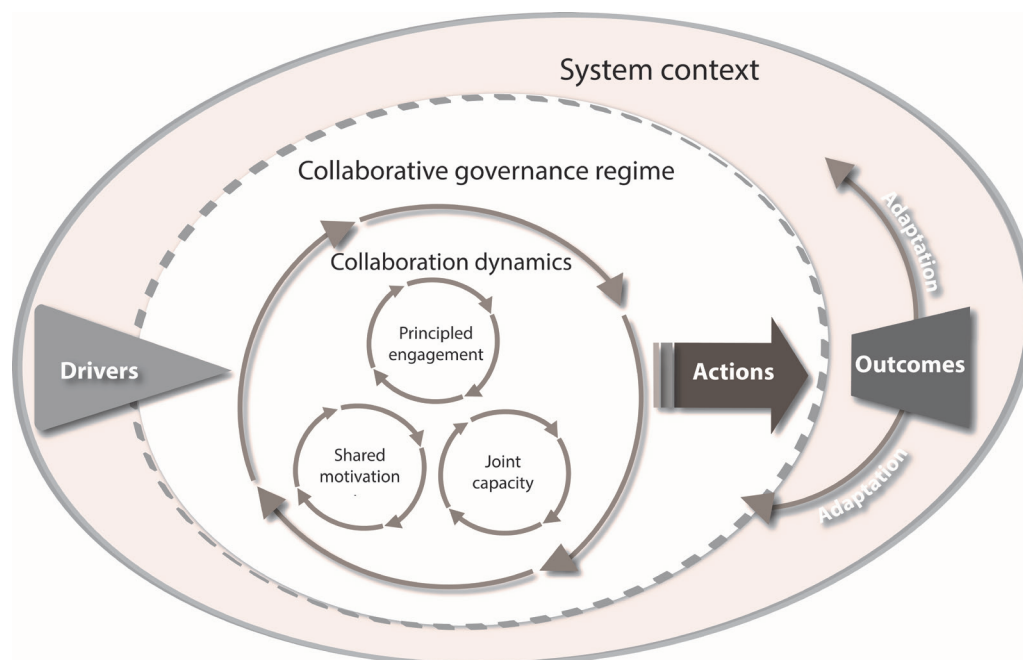 System context
Collaborative governance regime
Collaboration dynamics
Principled
engagement
Shared
motivation
Joint
capacity
Drivers
Actions
Outcomes
Adaptation
Adaptation